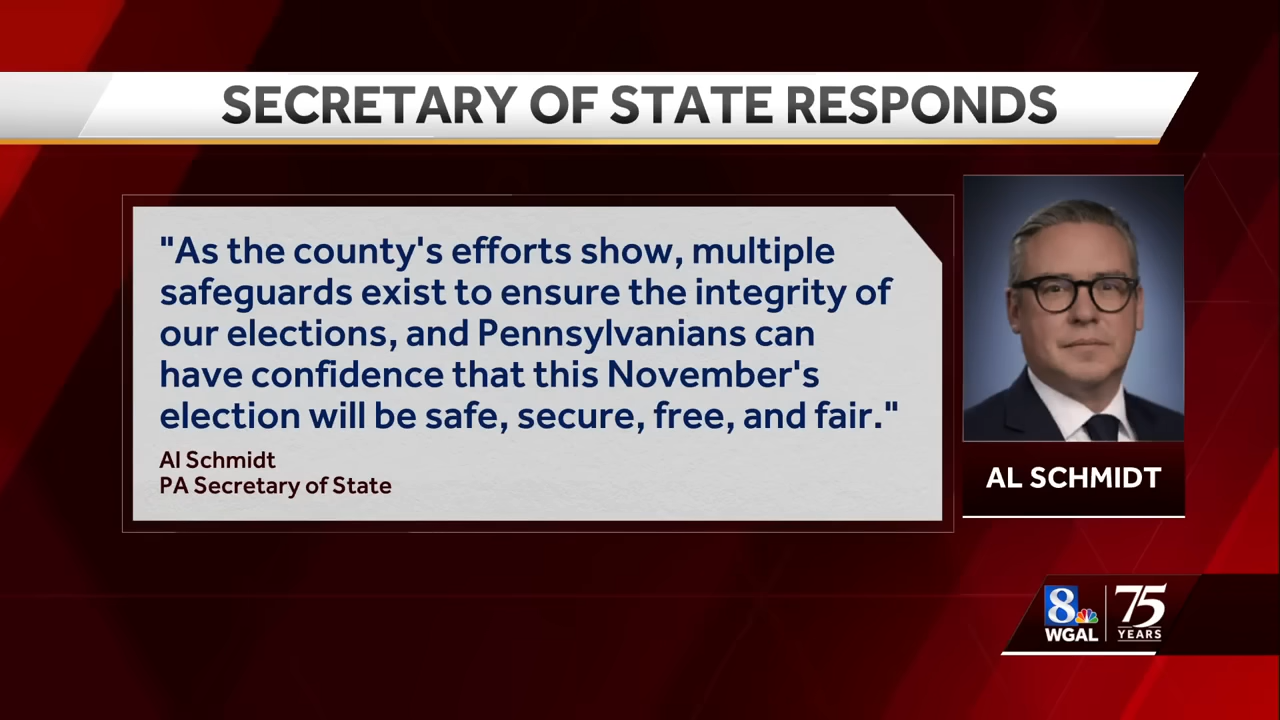 SECRETARY OF STATE RESPONDS
"As the county's efforts show, multiple
safeguards exist to ensure the integrity of
our elections, and Pennsylvanians can
have confidence that this November's
election will be safe, secure, free, and fair."
Al Schmidt
PA Secretary of State
AL SCHMIDT
8
WGAL
75
YEARS